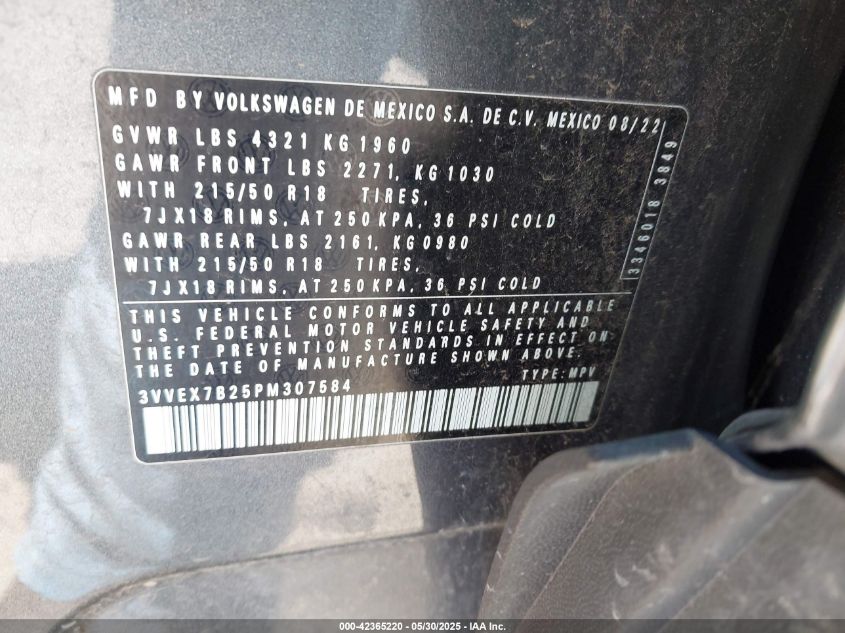 MFD BY VOLKSWAGEN DE MEXICO S.A. DE C.V. MEXICO 08/22
GVWR LBS 4321 KG 1960
GAWR FRONT LBS 2271, KG 1030
WITH 215/50 R18 TIRES,
7JX18 RIMS, AT 250 KPA, 36 PSI COLD
GAWR REAR LBS 2161, KG0980
WITH 215/50 R18 TIRES,
7JX18 RIMS, AT 250 KPA, 36 PSI COLD
THIS VEHICLE CONFORMS TO ALL APPLICABLE
U.S. FEDERAL MOTOR VEHICLE SAFETY AND
THEFT PREVENTION STANDARDS IN EFFECT ON
THE DATE OF MANUFACTURE SHOWN ABOVE.
TYPE: MPV
3VVEX7B25PM307584
3346018 3849
000-42365220 - 05/30/2025 - IAA Inc.